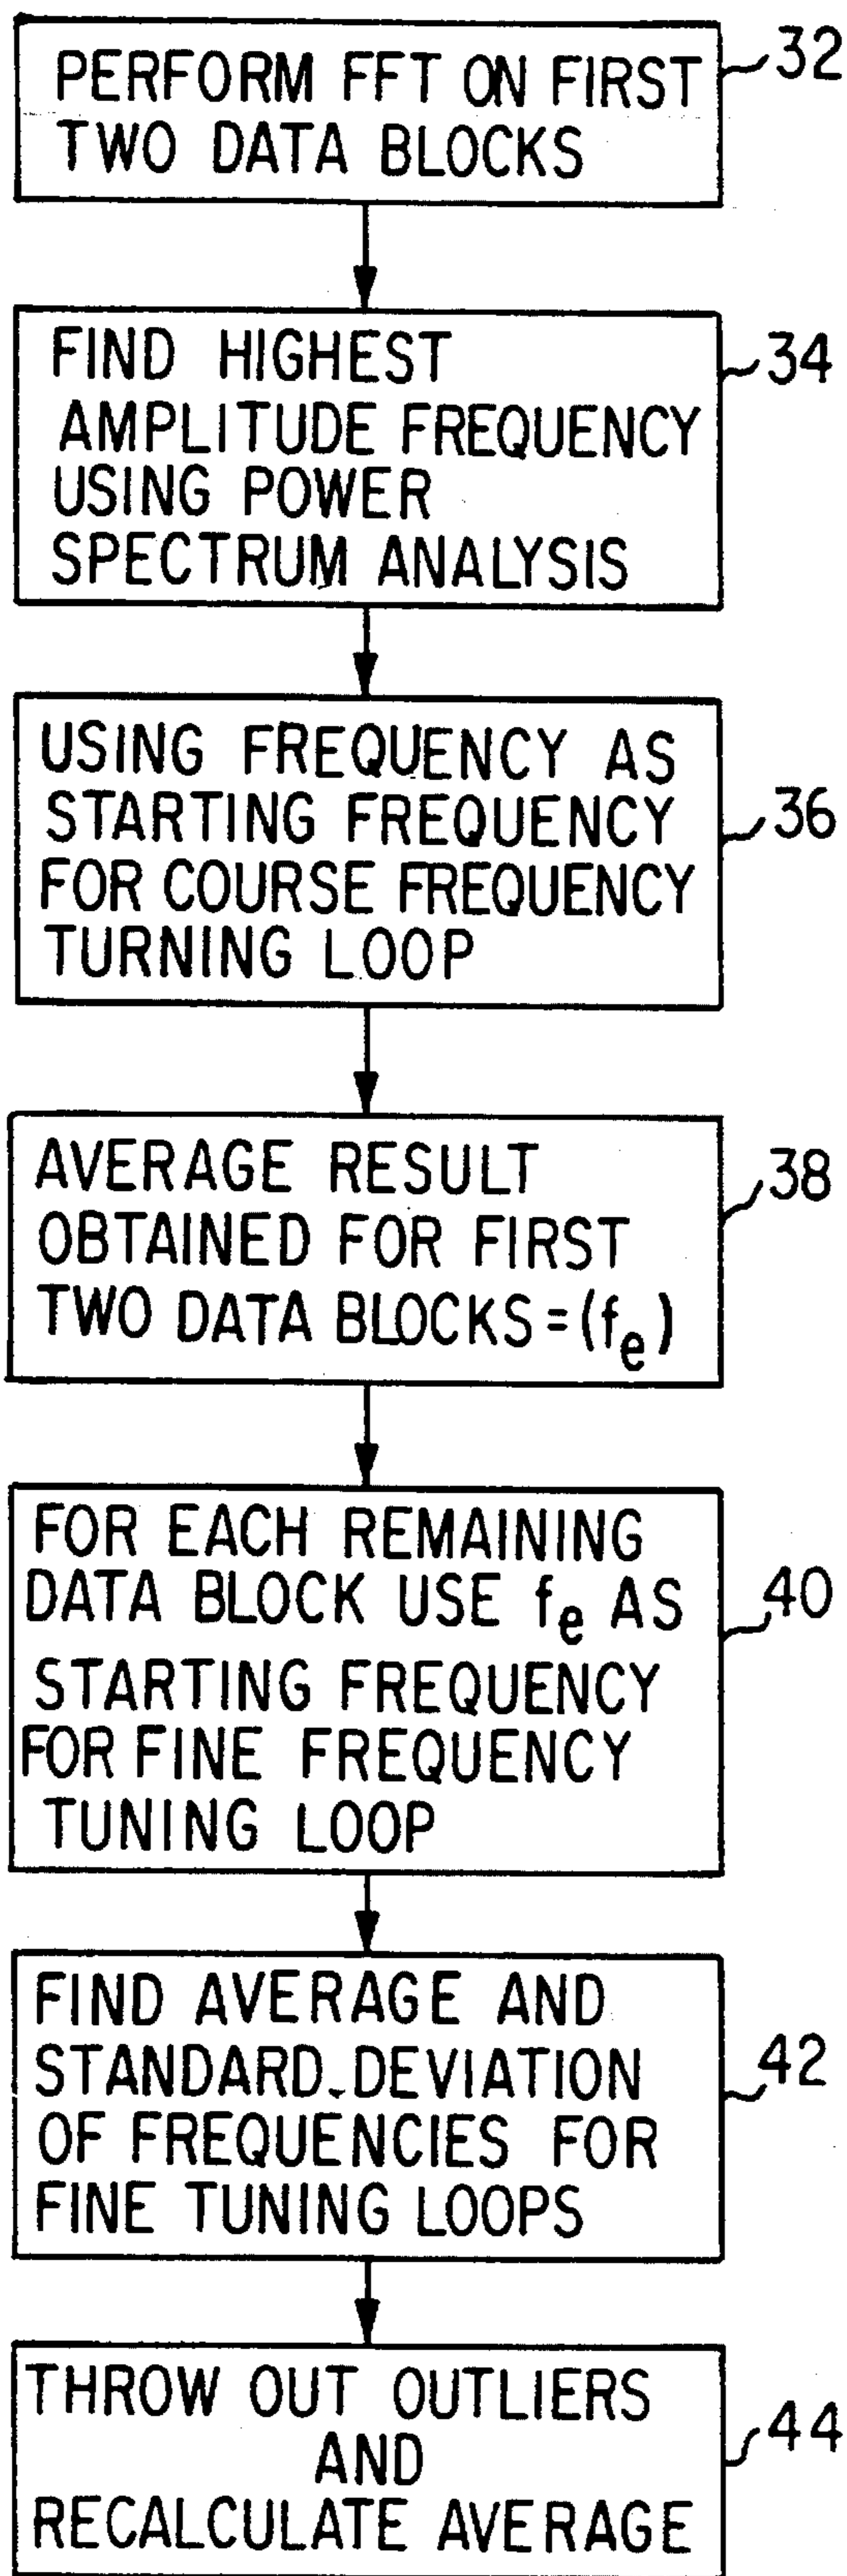 PERFORM FFT ON FIRST
TWO DATA BLOCKS
32
FIND HIGHEST
AMPLITUDE FREQUENCY
USING POWER
SPECTRUM ANALYSIS
34
USING FREQUENCY AS
STARTING FREQUENCY
FOR COURSE FREQUENCY
TURNING LOOP
36
AVERAGE RESULT
OBTAINED FOR FIRST
TWO DATA BLOCKS = (fe)
38
FOR EACH REMAINING
DATA BLOCK USE fe AS
STARTING FREQUENCY
FOR FINE FREQUENCY
TUNING LOOP
40
FIND AVERAGE AND
STANDARD DEVIATION
OF FREQUENCIES FOR
FINE TUNING LOOPS
42
THROW OUT OUTLIERS
AND
RECALCULATE AVERAGE
44